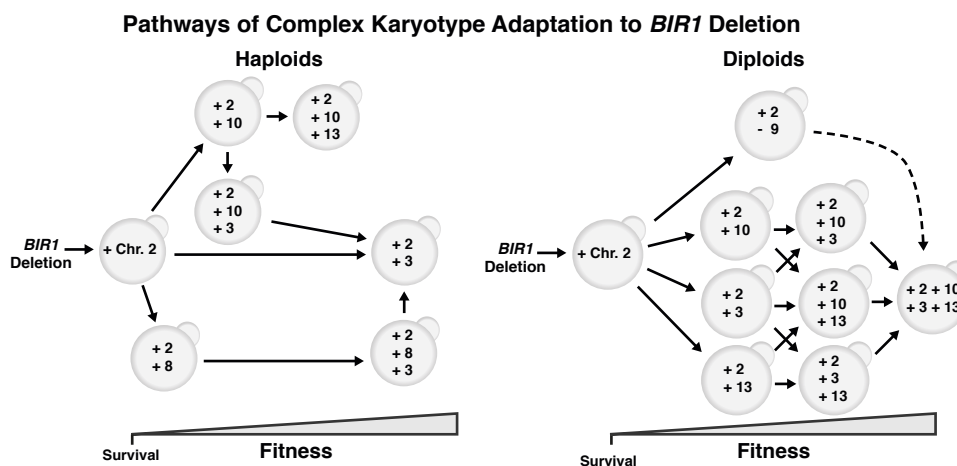 Pathways of Complex Karyotype Adaptation to BIR1 Deletion
Haploids
+ 2
+ 10
+ 2
+ 10
+ 13
+ 2
+ 10
+ 3
BIR1
Deletion
+ Chr. 2
+ 2
+ 3
+ 2
+ 8
+ 2
+ 8
+ 3
Survival
Fitness
Diploids
+ 2
- 9
+ 2
+ 10
+ 2
+ 10
+ 3
BIR1
Deletion
+ Chr. 2
+ 2
+ 3
+ 2
+ 10
+ 13
+ 2 + 10
+ 3 + 13
+ 2
+ 13
+ 2
+ 3
+ 13
Survival
Fitness